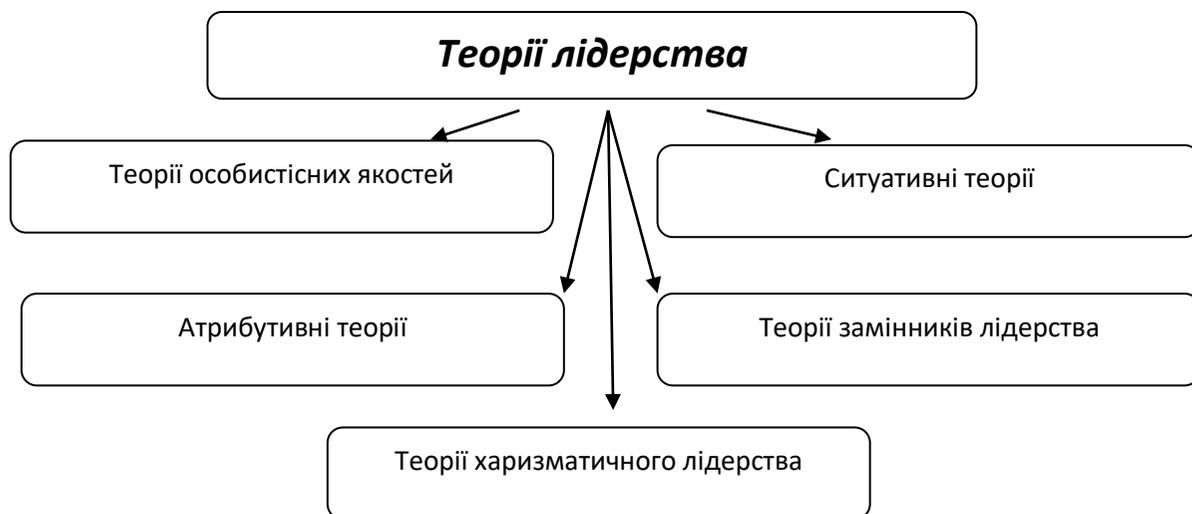 Теорії лідерства
Теорії особистісних якостей
Ситуативні теорії
Атрибутивні теорії
Теорії замінників лідерства
Теорії харизматичного лідерства